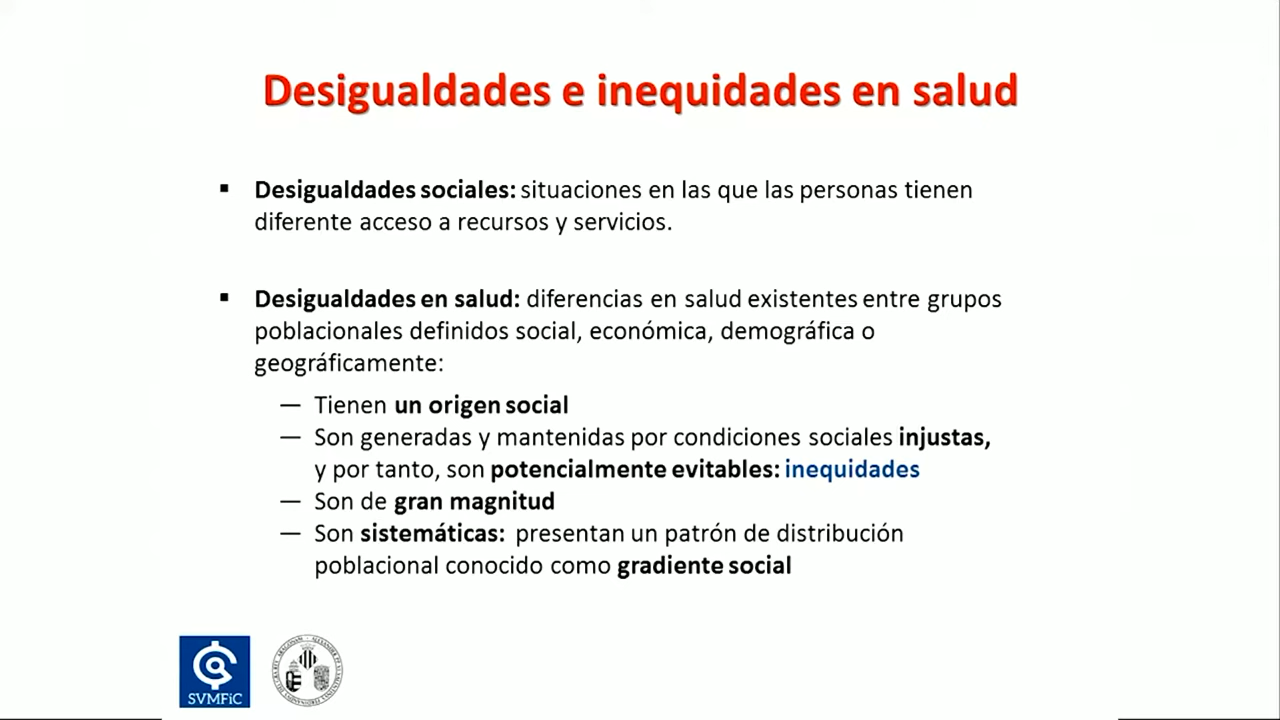 Desigualdades e inequidades en salud
▪ Desigualdades sociales: situaciones en las que las personas tienen
diferente acceso a recursos y servicios.
▪ Desigualdades en salud: diferencias en salud existentes entre grupos
poblacionales definidos social, económica, demográfica o
geográficamente:
— Tienen un origen social
— Son generadas y mantenidas por condiciones sociales injustas,
y por tanto, son potencialmente evitables: inequidades
— Son de gran magnitud
— Son sistemáticas: presentan un patrón de distribución
poblacional conocido como gradiente social
SVMFiC